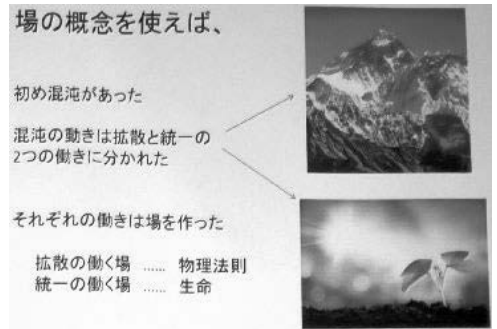 場の概念を使えば、
初め混沌があった
混沌の動きは拡散と統一の
2つの働きに分かれた
それぞれの働きは場を作った
拡散の働く場 …… 物理法則
統一の働く場 …… 生命